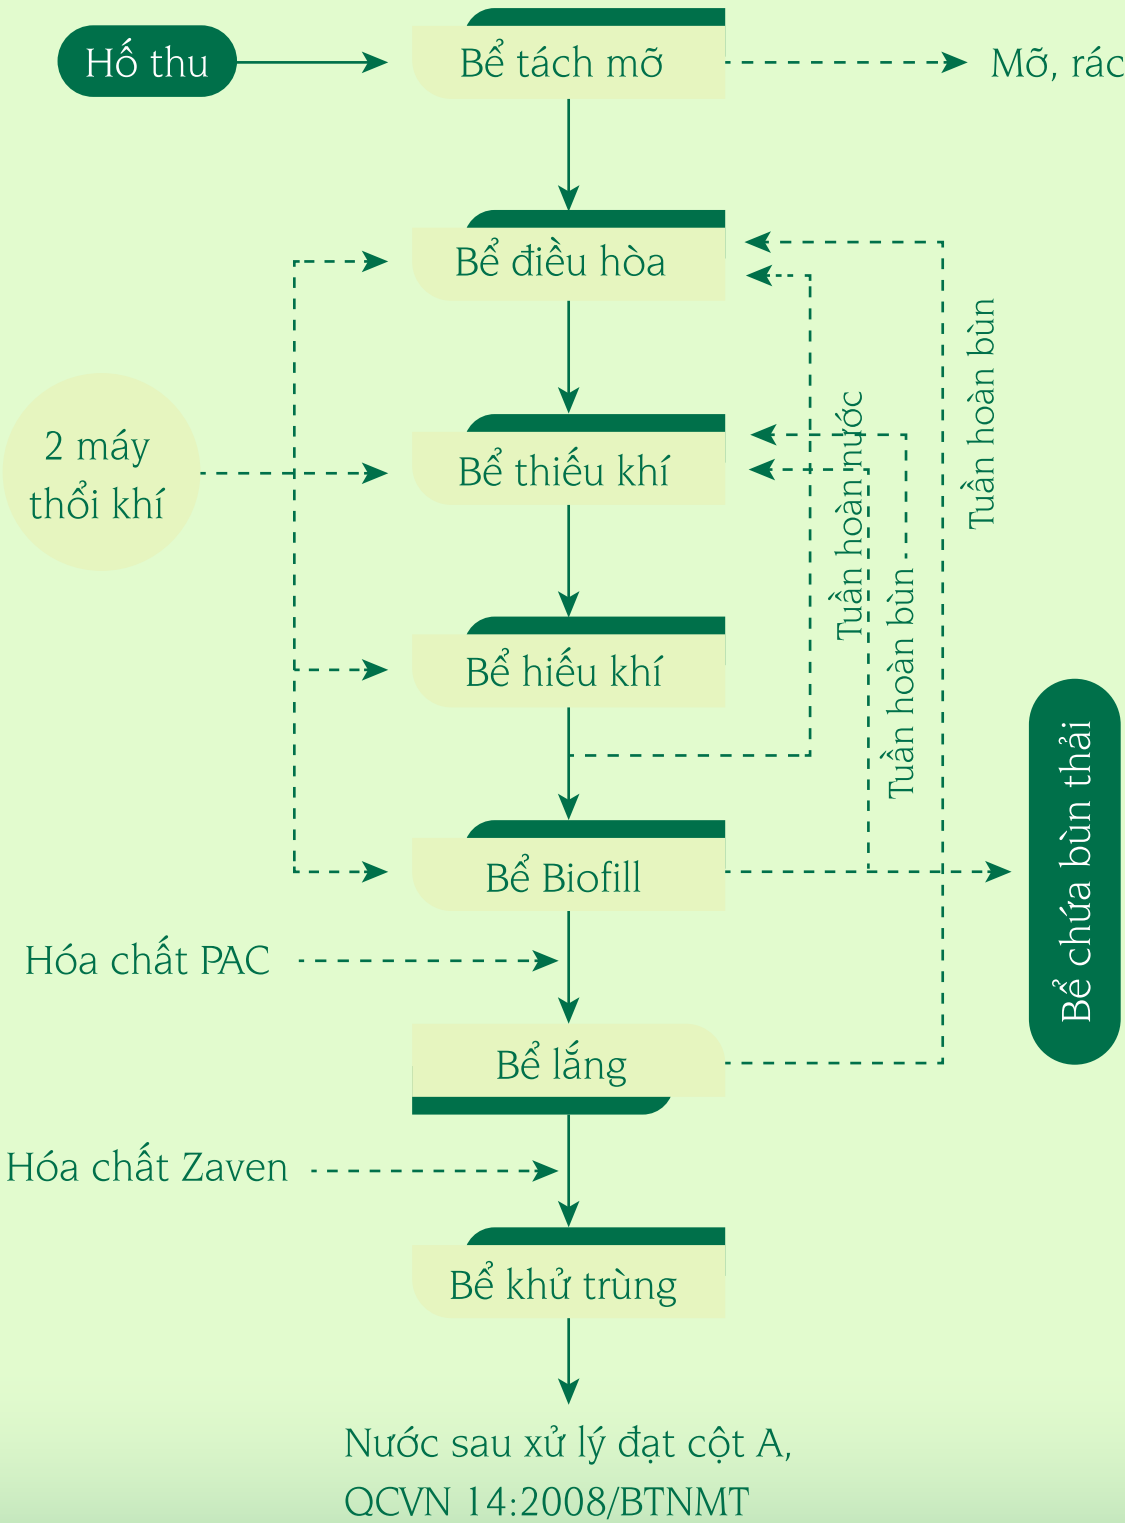 Hố thu
Bể tách mỡ
Mỡ, rác
Bể điều hòa
Tuần hoàn bùn
Tuần hoàn nước
2 máy
thổi khí
Bể thiếu khí
Tuần hoàn bùn
Bể hiếu khí
Bể chứa bùn thải
Bể Biofill
Hóa chất PAC
Bể lắng
Hóa chất Zaven
Bể khử trùng
Nước sau xử lý đạt cột A,
QCVN 14:2008/BTNMT